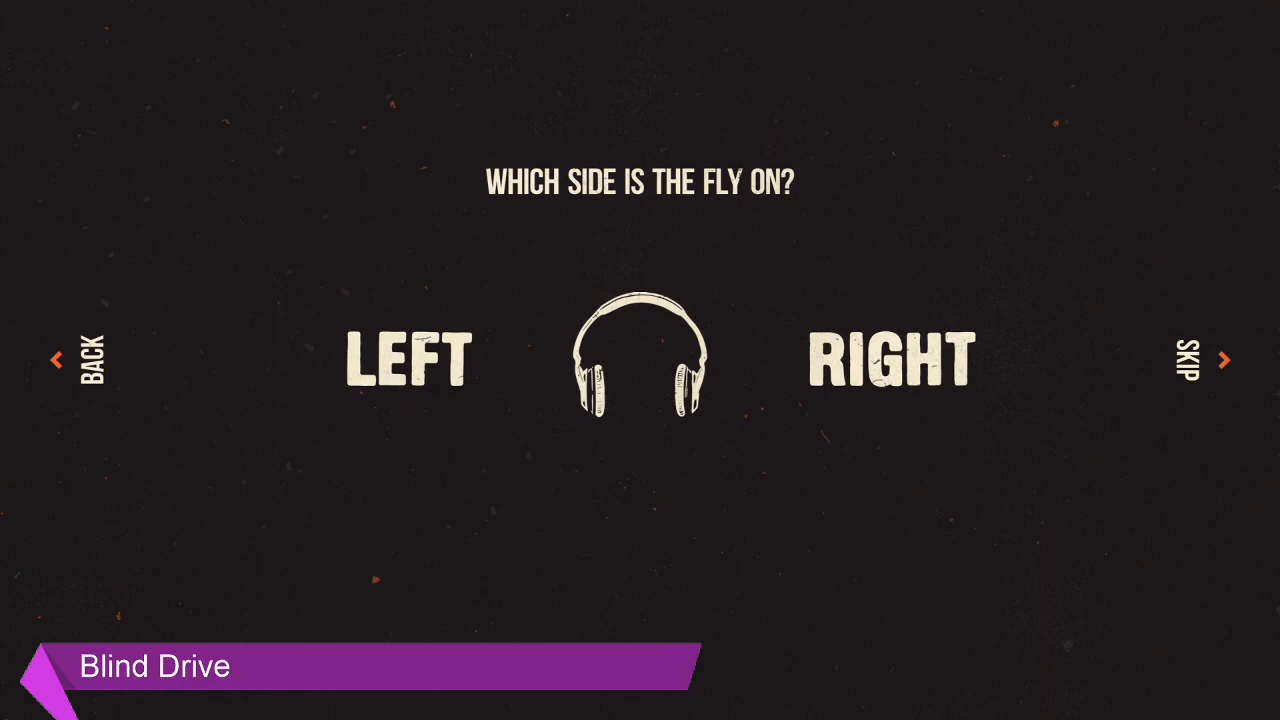 WHICH SIDE IS THE FLY ON?
BACK
LEFT
RIGHT
SKIP
Blind Drive